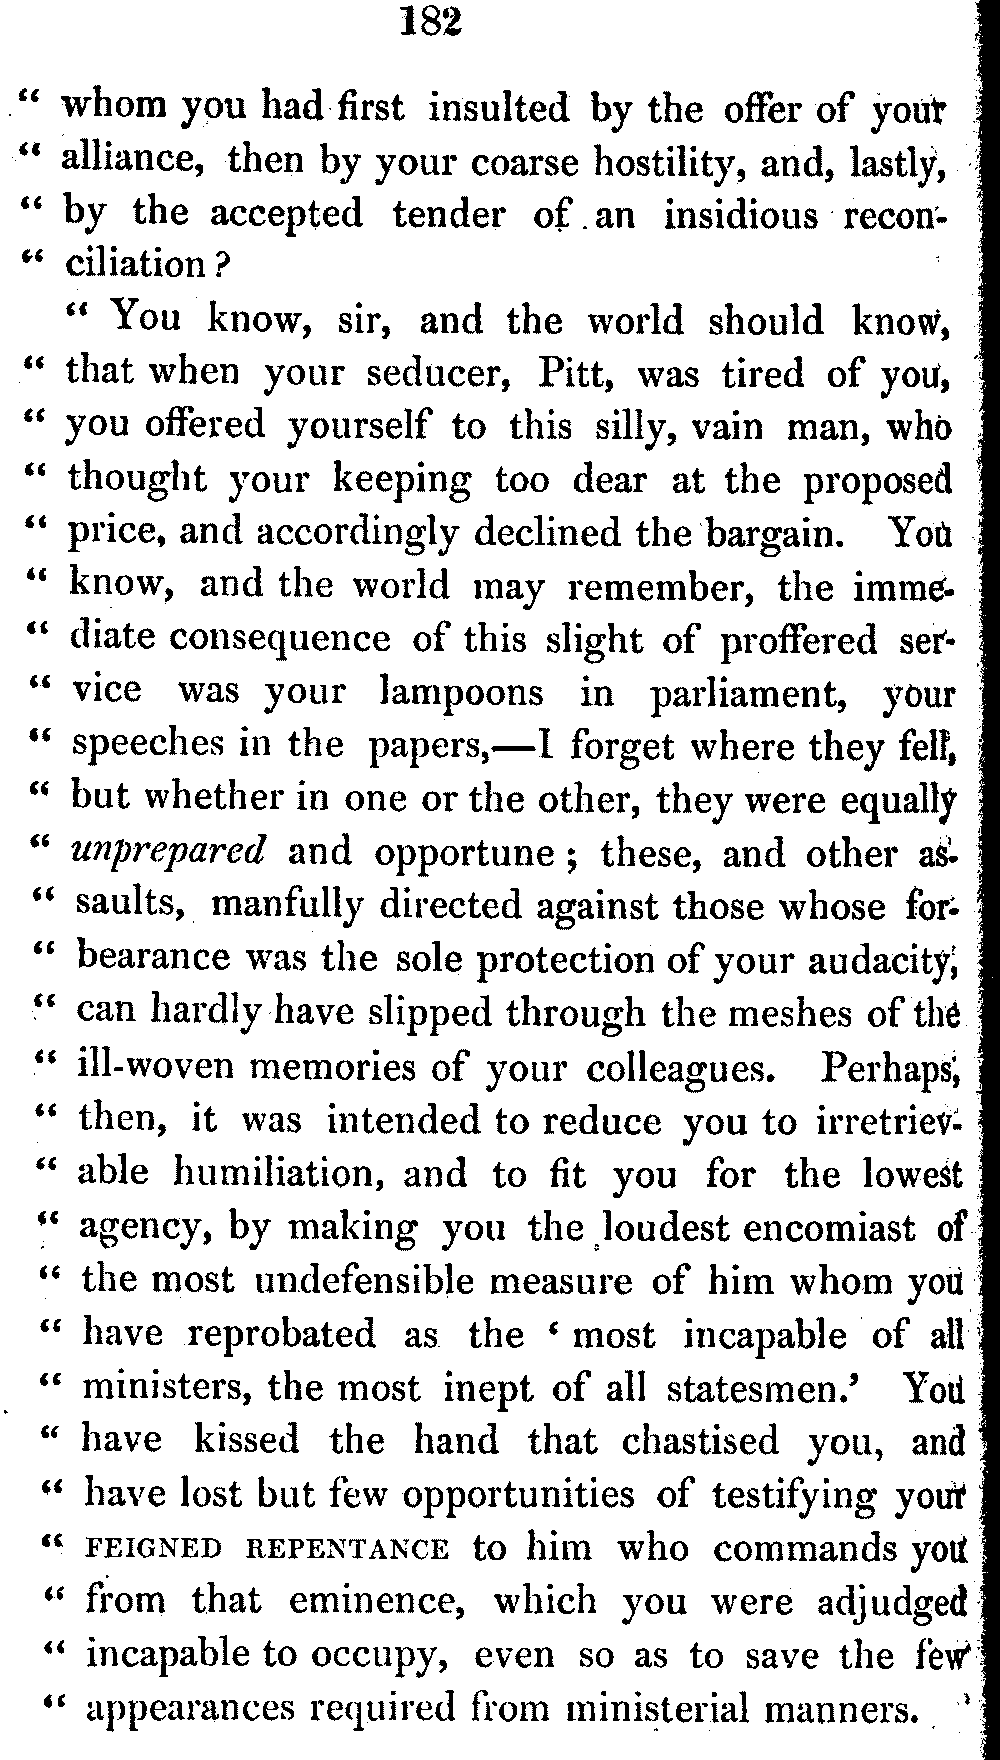 182
“ whom you had first insulted by the offer of your
“ alliance, then by your coarse hostility, and, lastly,
“ by the accepted tender of an insidious recon-
“ ciliation ?
“ You know, sir, and the world should know,
“ that when your seducer, Pitt, was tired of you,
“ you offered yourself to this silly, vain man, who
“ thought your keeping too dear at the proposed
“ price, and accordingly declined the bargain. You
“ know, and the world may remember, the imme-
“ diate consequence of this slight of proffered ser-
“ vice was your lampoons in parliament, your
“ speeches in the papers,—I forget where they fell,
“ but whether in one or the other, they were equally
“ unprepared and opportune ; these, and other as-
“ saults, manfully directed against those whose for-
“ bearance was the sole protection of your audacity,
“ can hardly have slipped through the meshes of the
“ ill-woven memories of your colleagues. Perhaps,
“ then, it was intended to reduce you to irretriev-
“ able humiliation, and to fit you for the lowest
“ agency, by making you the loudest encomiast of
“ the most undefensible measure of him whom you
“ have reprobated as the ‘ most incapable of all
“ ministers, the most inept of all statesmen.’ You
“ have kissed the hand that chastised you, and
“ have lost but few opportunities of testifying your
“ FEIGNED REPENTANCE to him who commands you
“ from that eminence, which you were adjudged
“ incapable to occupy, even so as to save the few
“ appearances required from ministerial manners.